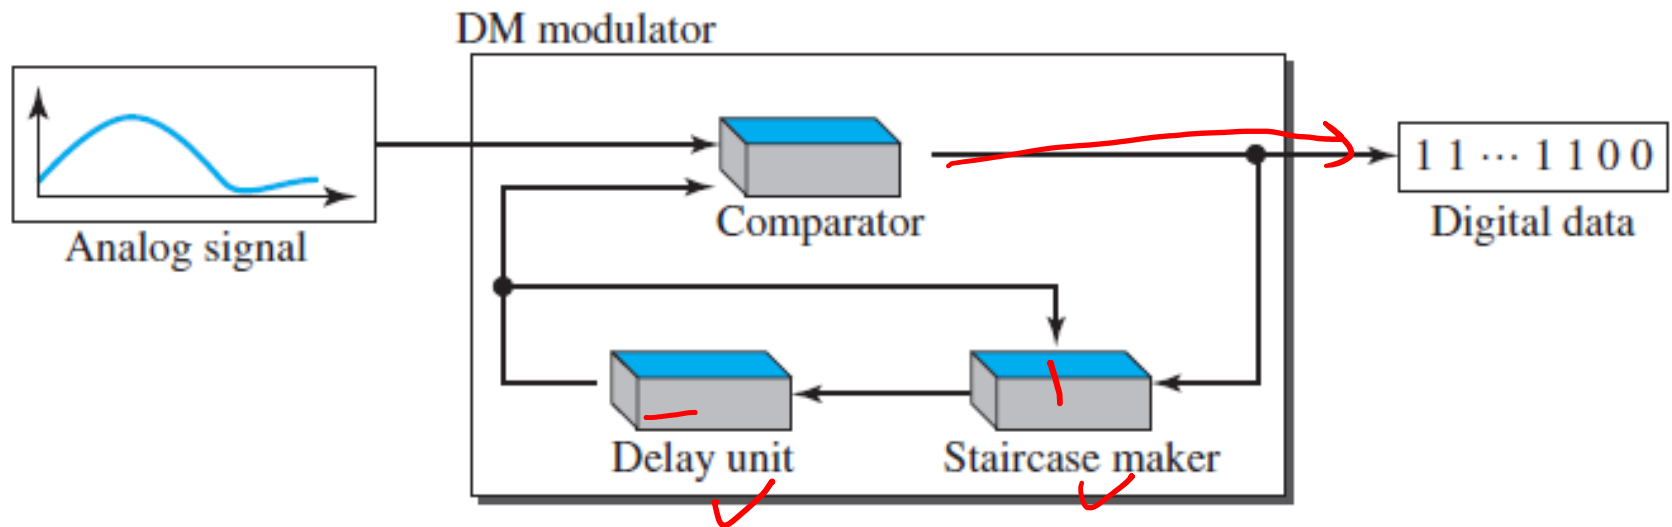 DM modulator
1 1 ··· 1 1 0 0
Comparator
Digital data
Analog signal
Delay unit
Staircase maker